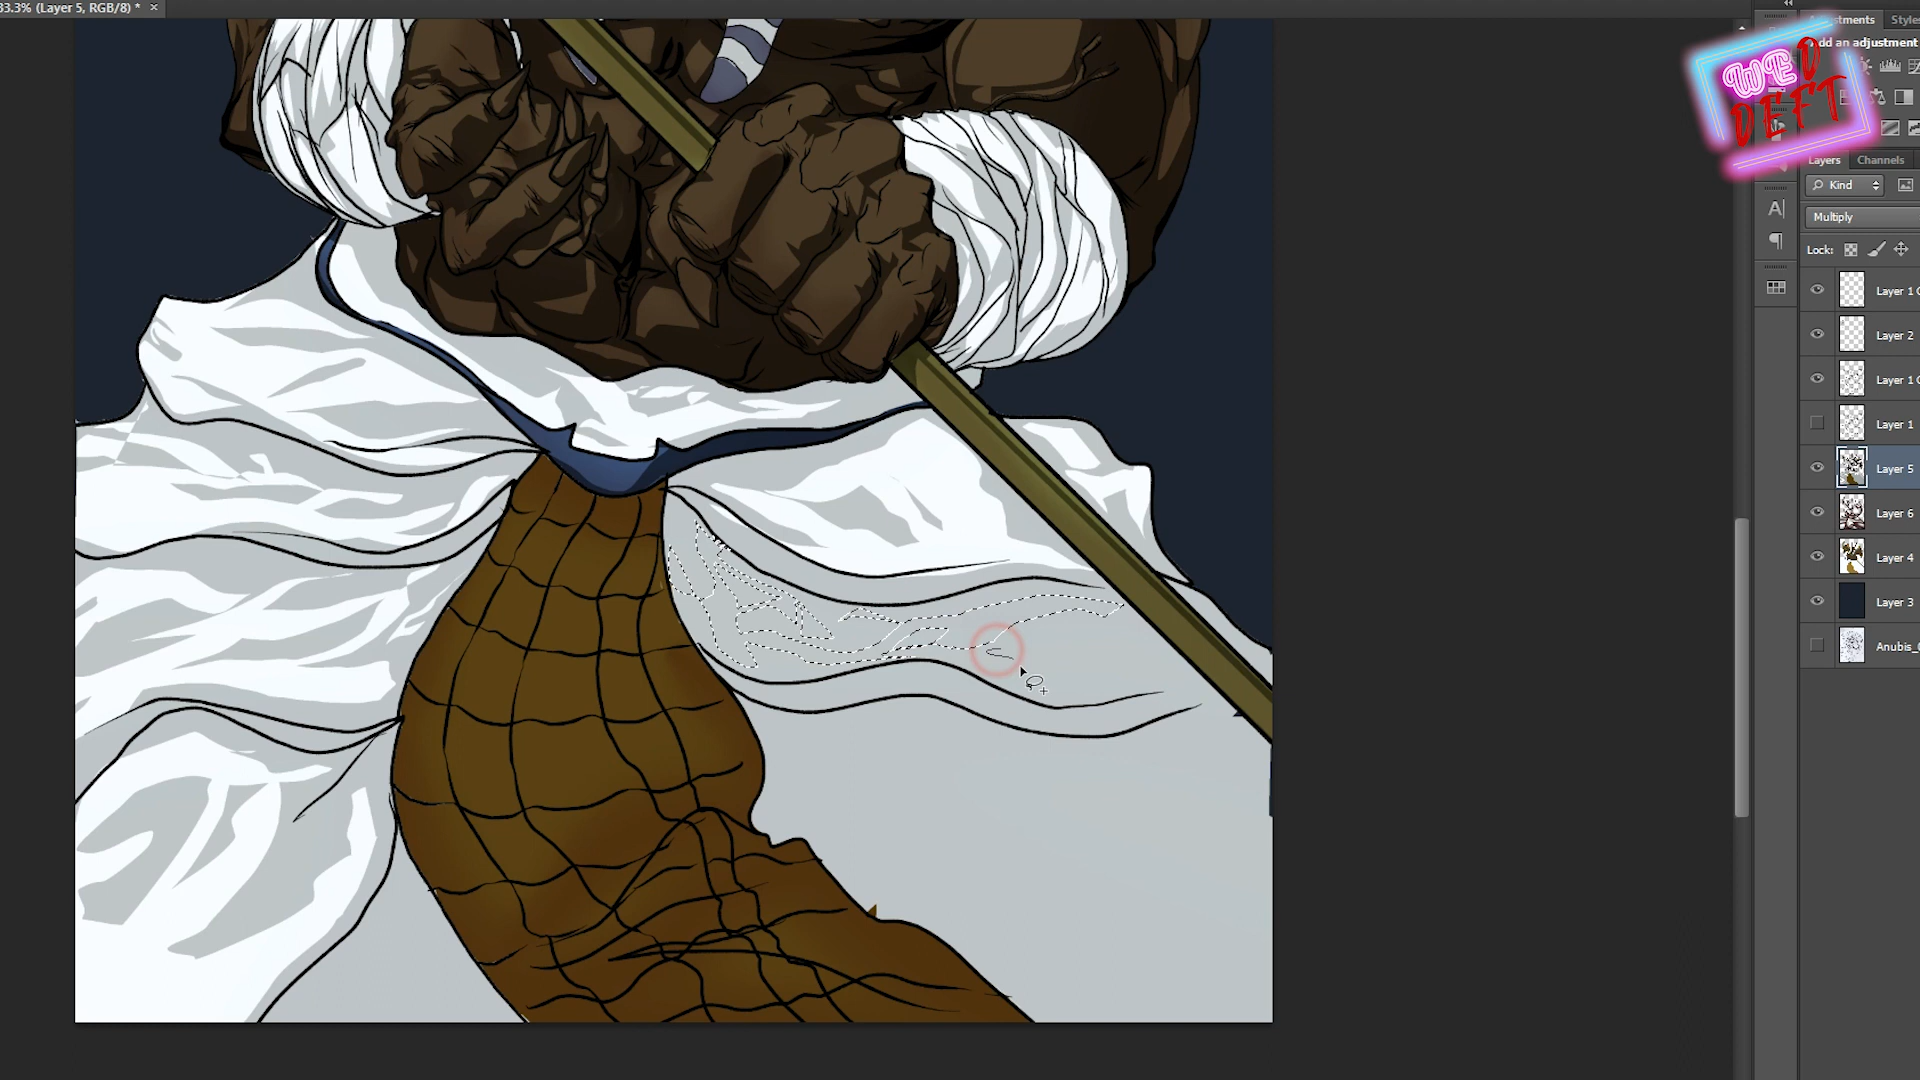 33.3% (Layer 5, RGB/8) * ×
Adjustments Styles
Add an adjustment
WED
DEFT
Layers Channels
Kind
Multiply
Lock:
Layer 1
Layer 2
Layer 1
Layer 1
Layer 5
Layer 6
Layer 4
Layer 3
Anubis_